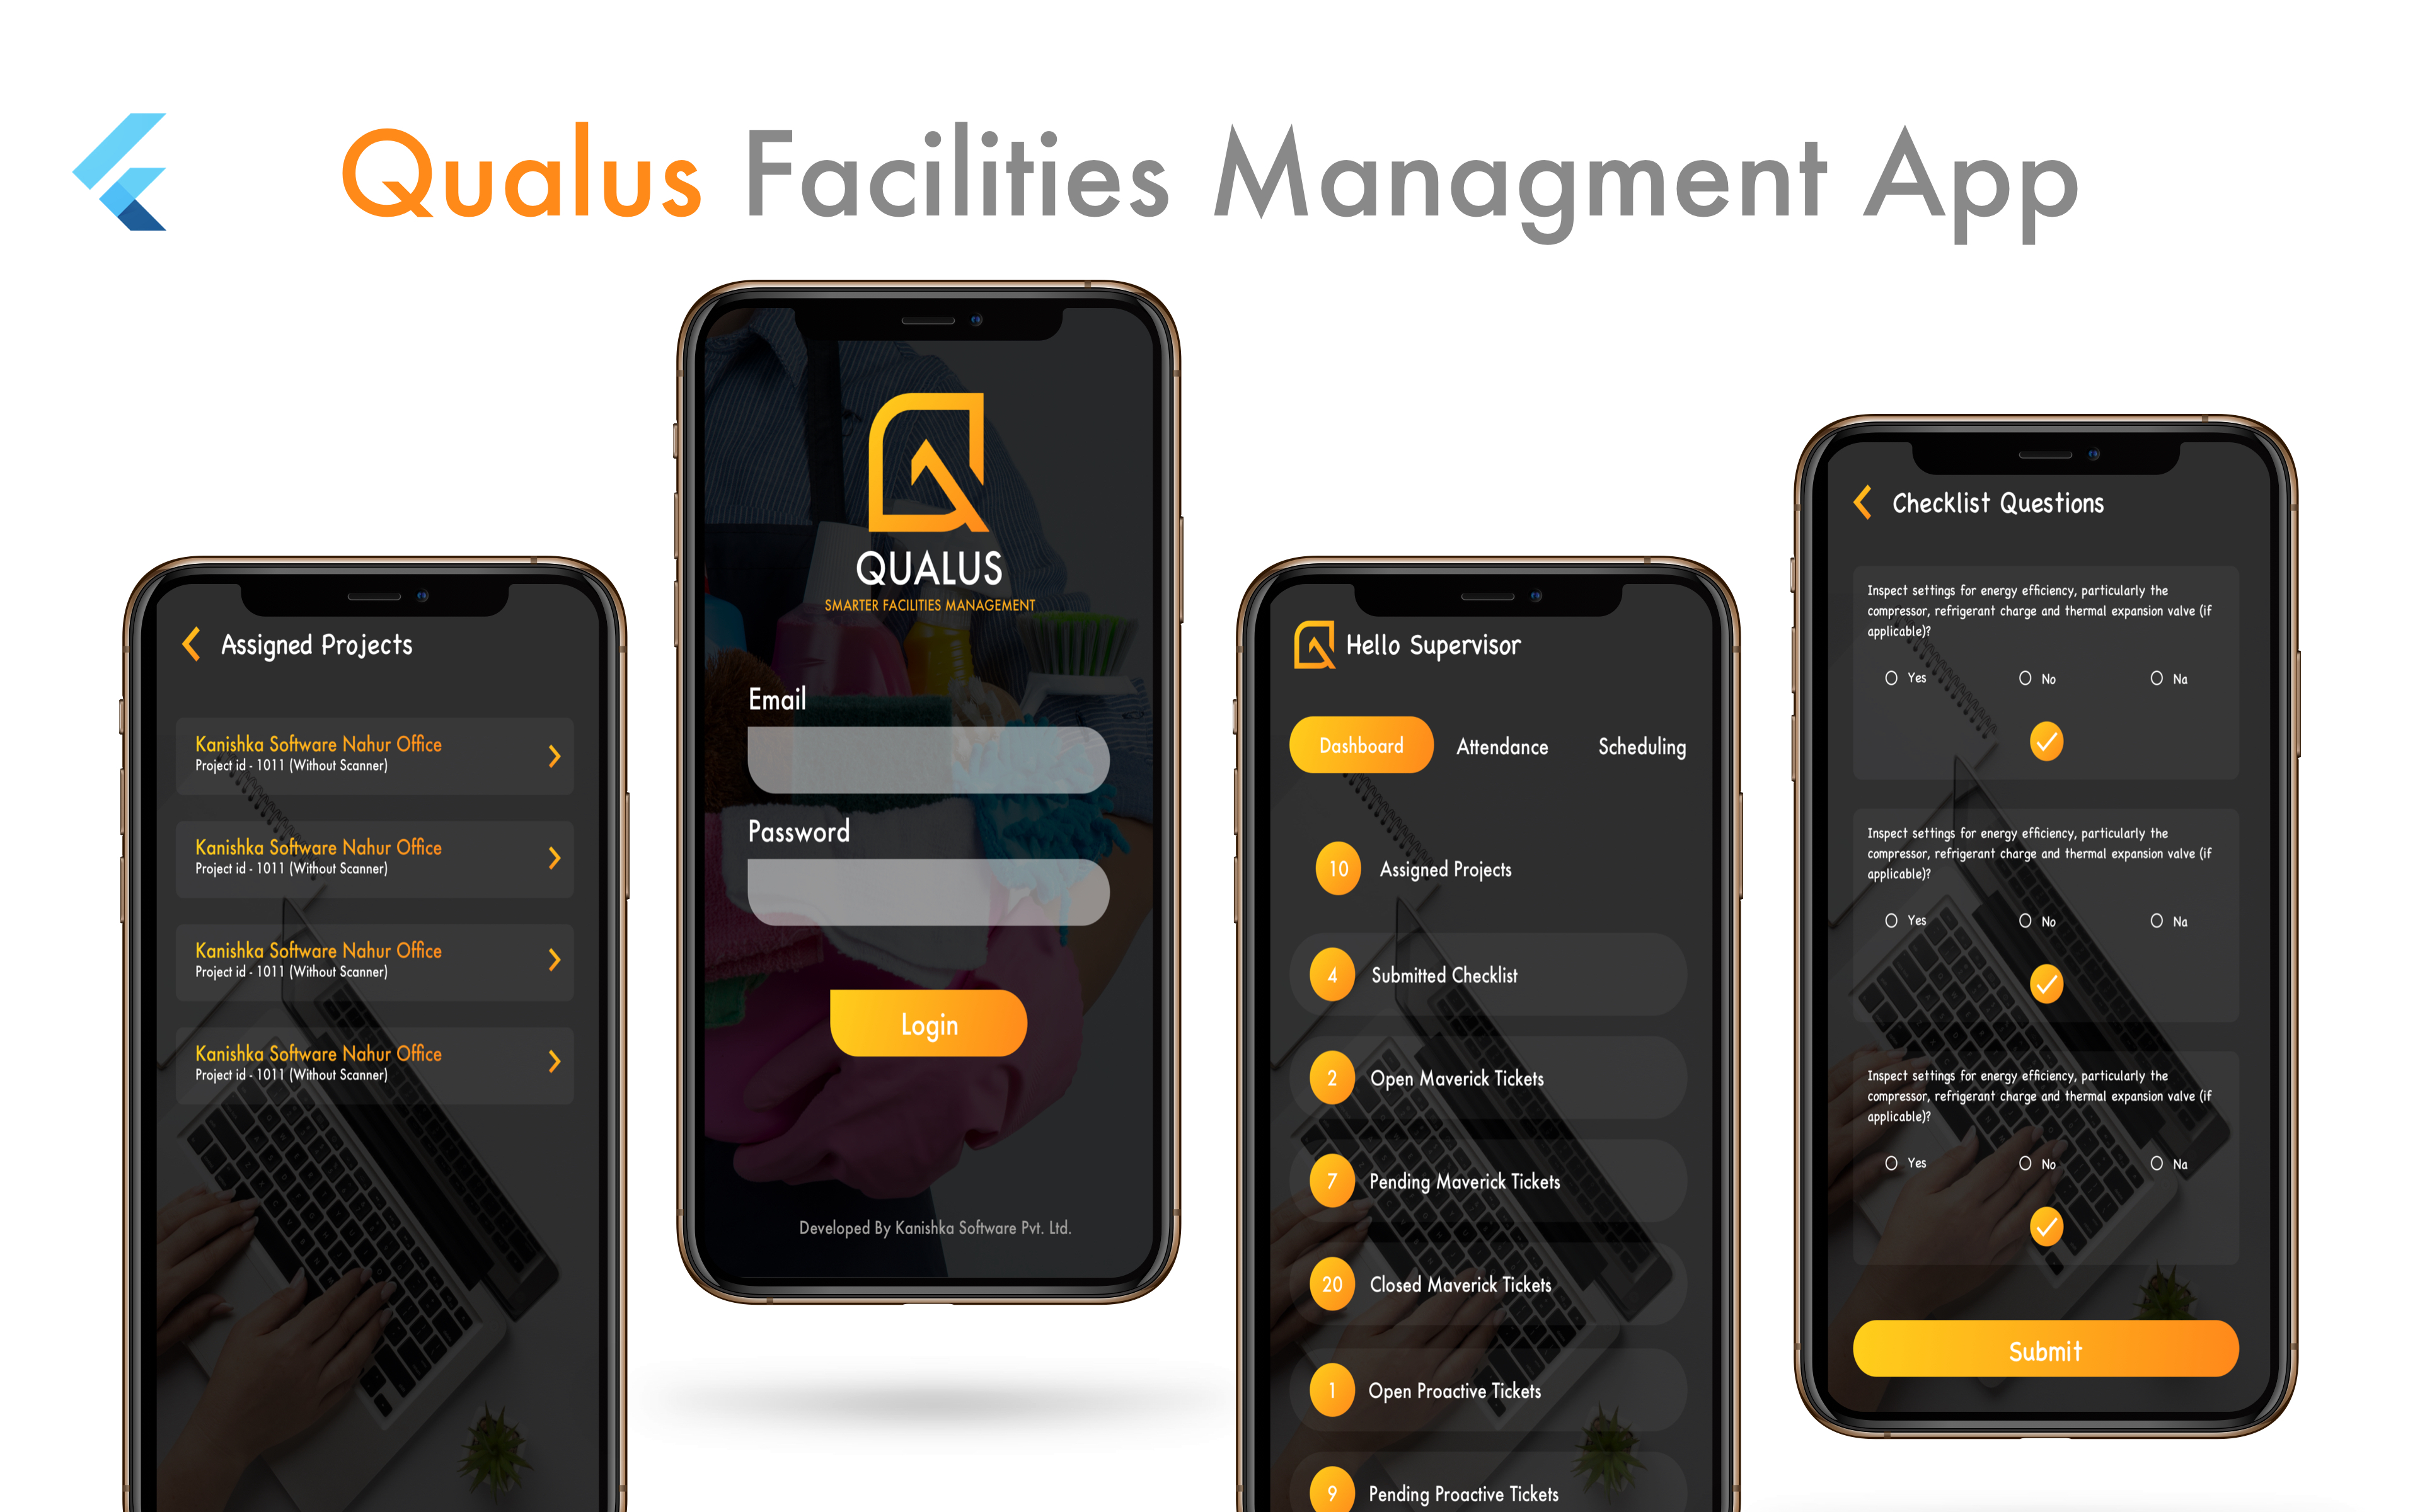 Qualus Facilities Managment App
Assigned Projects
Kanishka Software Nahur Office
Project id - 1011 (Without Scanner)
Kanishka Software Nahur Office
Project id - 1011 (Without Scanner)
Kanishka Software Nahur Office
Project id - 1011 (Without Scanner)
Kanishka Software Nahur Office
Project id - 1011 (Without Scanner)
QUALUS
SMARTER FACILITIES MANAGEMENT
Email
Password
Login
Developed By Kanishka Software Pvt. Ltd.
Hello Supervisor
Dashboard Attendance Scheduling
10 Assigned Projects
4 Submitted Checklist
2 Open Maverick Tickets
7 Pending Maverick Tickets
20 Closed Maverick Tickets
1 Open Proactive Tickets
9 Pending Proactive Tickets
Checklist Questions
Inspect settings for energy efficiency, particularly the
compressor, refrigerant charge and thermal expansion valve (if
applicable)?
Yes No Na
Inspect settings for energy efficiency, particularly the
compressor, refrigerant charge and thermal expansion valve (if
applicable)?
Yes No Na
Inspect settings for energy efficiency, particularly the
compressor, refrigerant charge and thermal expansion valve (if
applicable)?
Yes No Na
Submit